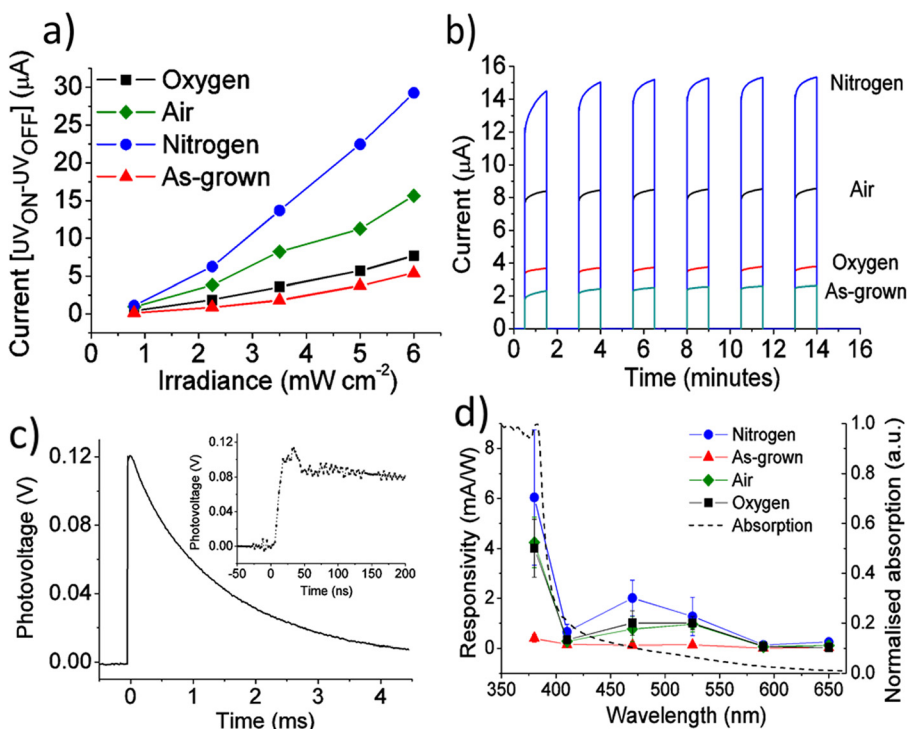 a)
Current [UV_ON-UV_OFF] (µA)
30
25
20
15
10
5
0
Oxygen
Air
Nitrogen
As-grown
0 1 2 3 4 5 6
Irradiance (mW cm⁻²)
b)
Current (µA)
16
14
12
10
8
6
4
2
0
Nitrogen
Air
Oxygen
As-grown
0 2 4 6 8 10 12 14 16
Time (minutes)
c)
Photovoltage (V)
0.12
0.08
0.04
0.00
0 1 2 3 4
Time (ms)
Photovoltage (V)
0.12
0.08
0.04
0.00
-50 0 50 100 150 200
Time (ns)
d)
Responsivity (mA/W)
8
6
4
2
0
Nitrogen
As-grown
Air
Oxygen
Absorption
1.0
0.8
0.6
0.4
0.2
0.0
Normalised absorption (a.u.)
350 400 450 500 550 600 650
Wavelength (nm)